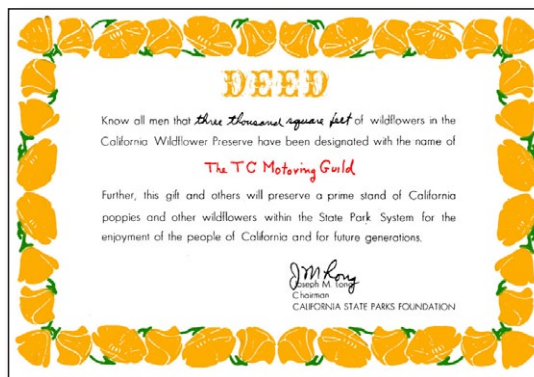 DEED
Know all men that three thousand square feet of wildflowers in the
California Wildflower Preserve have been designated with the name of
The TC Motoring Guild
Further, this gift and others will preserve a prime stand of California
poppies and other wildflowers within the State Park System for the
enjoyment of the people of California and for future generations.
JM Long
Joseph M. Long
Chairman
CALIFORNIA STATE PARKS FOUNDATION